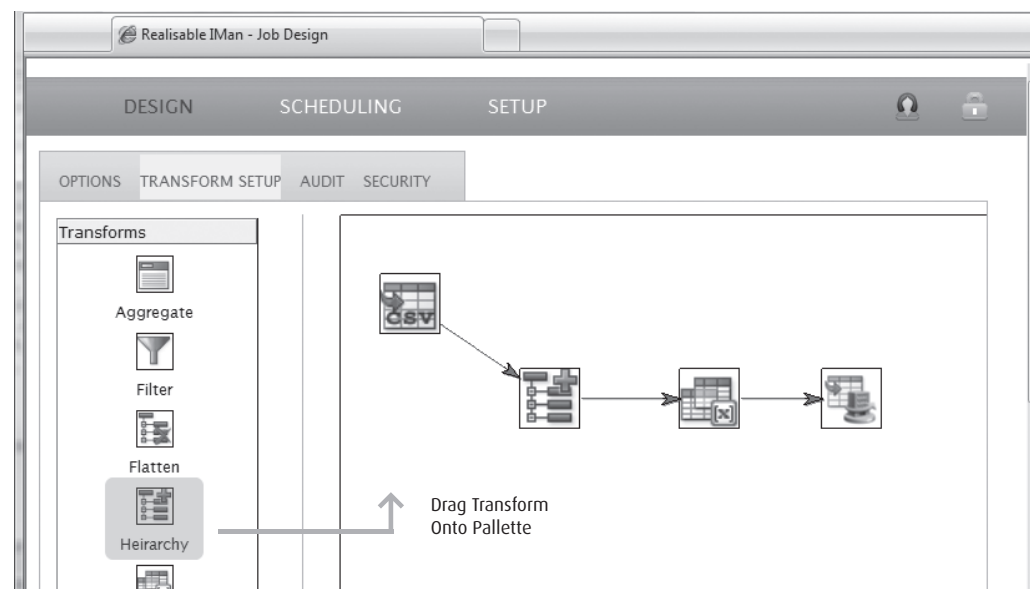 Realisable IMan - Job Design
DESIGN SCHEDULING SETUP
OPTIONS TRANSFORM SETUP AUDIT SECURITY
Transforms
Aggregate
Filter
Flatten
Heirarchy
CSV
[x]
Drag Transform
Onto Pallette